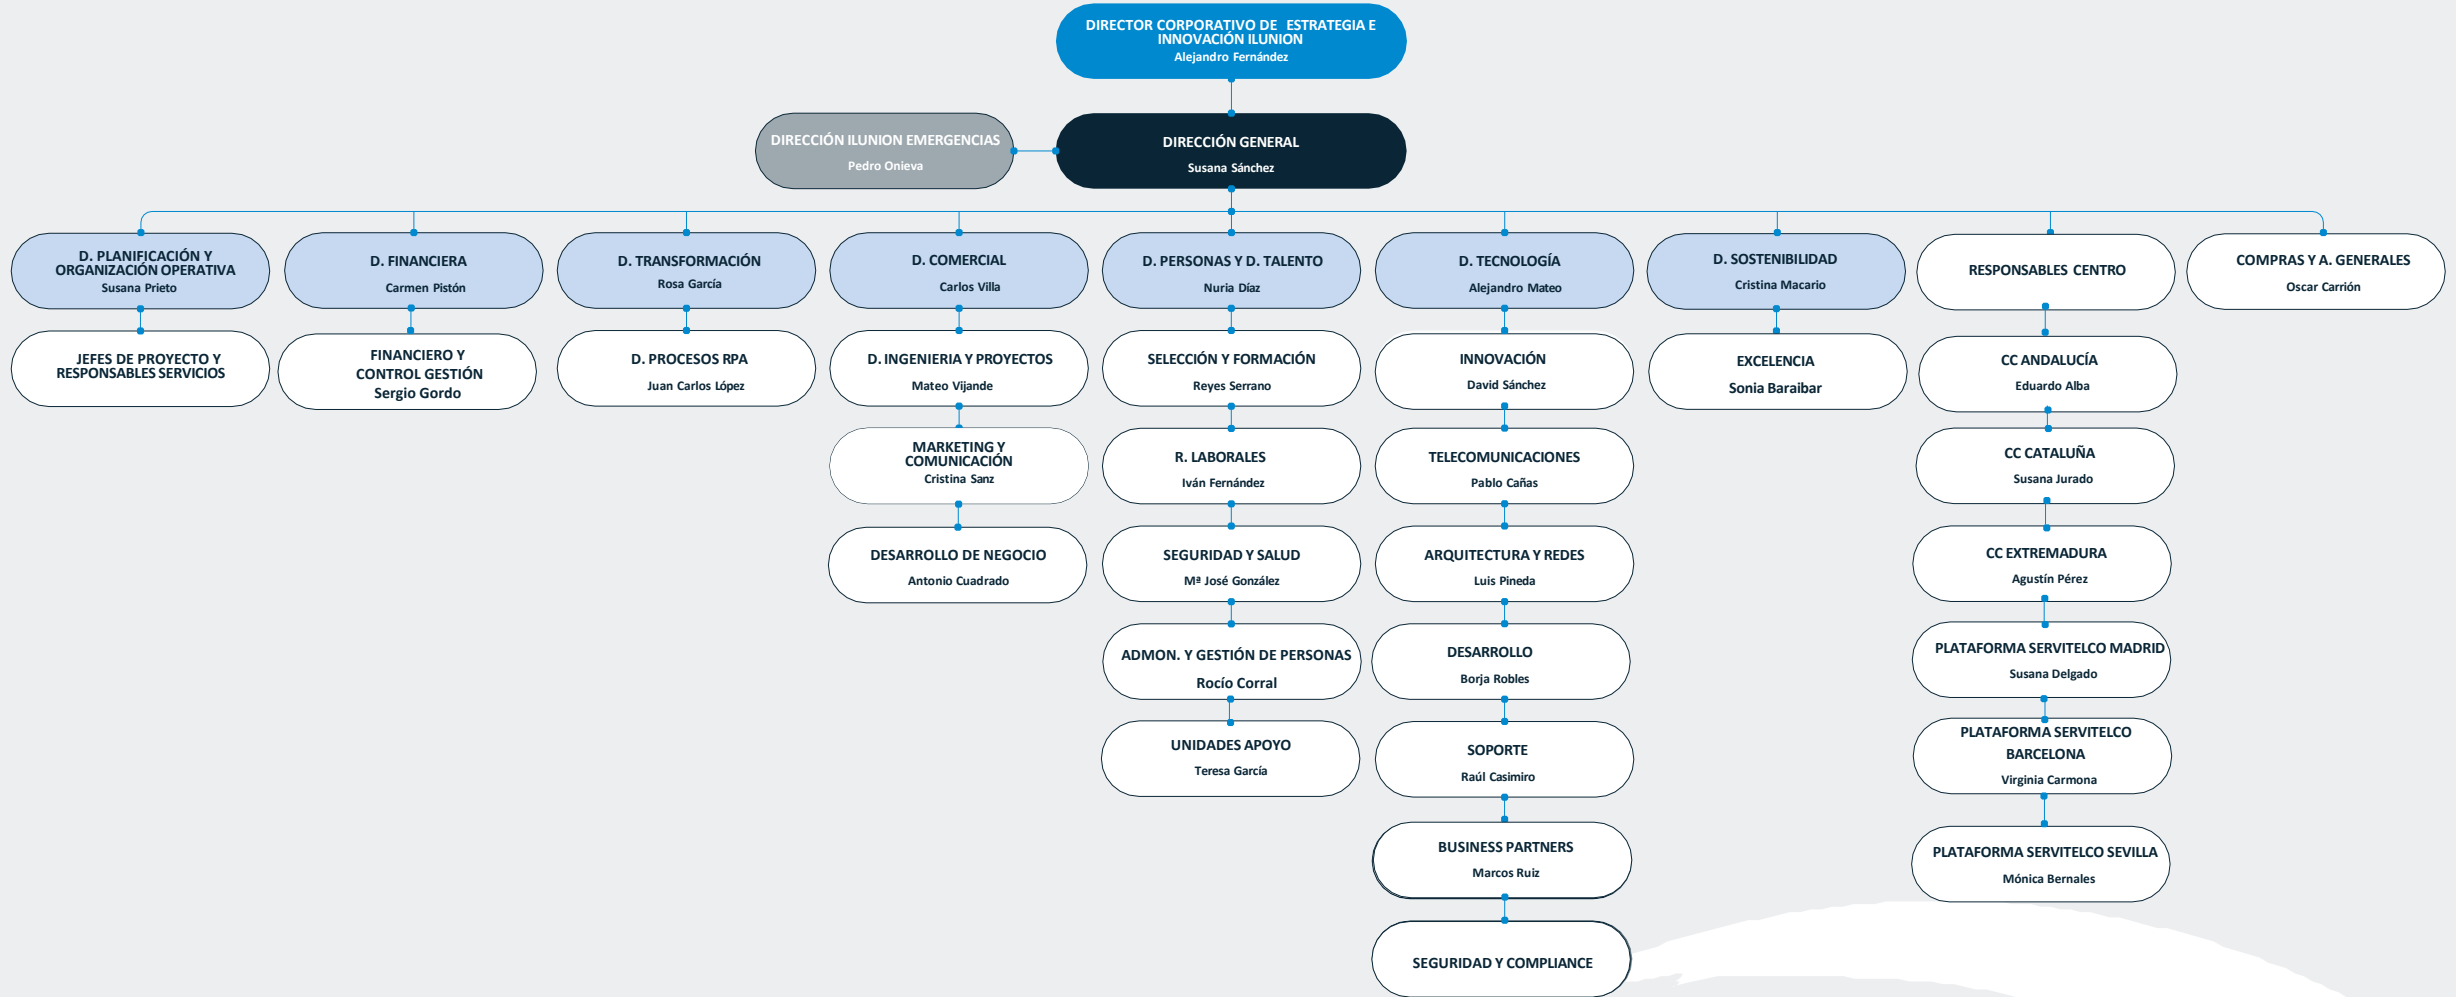 DIRECTOR CORPORATIVO DE ESTRATEGIA E
INNOVACIÓN ILUNION
Alejandro Fernández
DIRECCIÓN ILUNION EMERGENCIAS
Pedro Onieva
DIRECCIÓN GENERAL
Susana Sánchez
D. PLANIFICACIÓN Y
ORGANIZACIÓN OPERATIVA
Susana Prieto
JEFES DE PROYECTO Y
RESPONSABLES SERVICIOS
D. FINANCIERA
Carmen Pistón
FINANCIERO Y
CONTROL GESTIÓN
Sergio Gordo
D. TRANSFORMACIÓN
Rosa García
D. PROCESOS RPA
Juan Carlos López
D. COMERCIAL
Carlos Villa
D. INGENIERIA Y PROYECTOS
Mateo Vijande
MARKETING Y
COMUNICACIÓN
Cristina Sanz
DESARROLLO DE NEGOCIO
Antonio Cuadrado
D. PERSONAS Y D. TALENTO
Nuria Díaz
SELECCIÓN Y FORMACIÓN
Reyes Serrano
R. LABORALES
Iván Fernández
SEGURIDAD Y SALUD
Mª José González
ADMON. Y GESTIÓN DE PERSONAS
Rocío Corral
UNIDADES APOYO
Teresa García
D. TECNOLOGÍA
Alejandro Mateo
INNOVACIÓN
David Sánchez
TELECOMUNICACIONES
Pablo Cañas
ARQUITECTURA Y REDES
Luis Pineda
DESARROLLO
Borja Robles
SOPORTE
Raúl Casimiro
BUSINESS PARTNERS
Marcos Ruiz
SEGURIDAD Y COMPLIANCE
D. SOSTENIBILIDAD
Cristina Macario
EXCELENCIA
Sonia Baraibar
RESPONSABLES CENTRO
CC ANDALUCÍA
Eduardo Alba
CC CATALUÑA
Susana Jurado
CC EXTREMADURA
Agustín Pérez
PLATAFORMA SERVITELCO MADRID
Susana Delgado
PLATAFORMA SERVITELCO
BARCELONA
Virginia Carmona
PLATAFORMA SERVITELCO SEVILLA
Mónica Bernales
COMPRAS Y A. GENERALES
Oscar Carrión